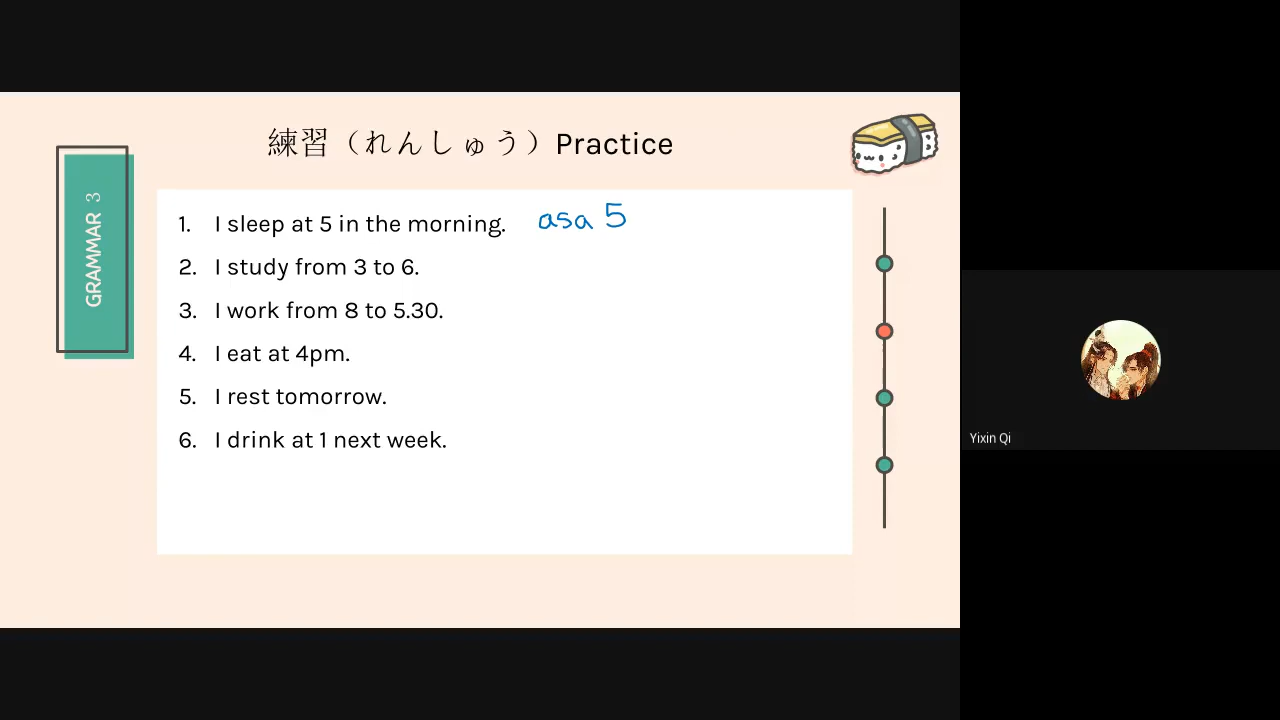 練習（れんしゅう）Practice
GRAMMAR 3
1. I sleep at 5 in the morning. asa 5
2. I study from 3 to 6.
3. I work from 8 to 5.30.
4. I eat at 4pm.
5. I rest tomorrow.
6. I drink at 1 next week.
Yixin Qi